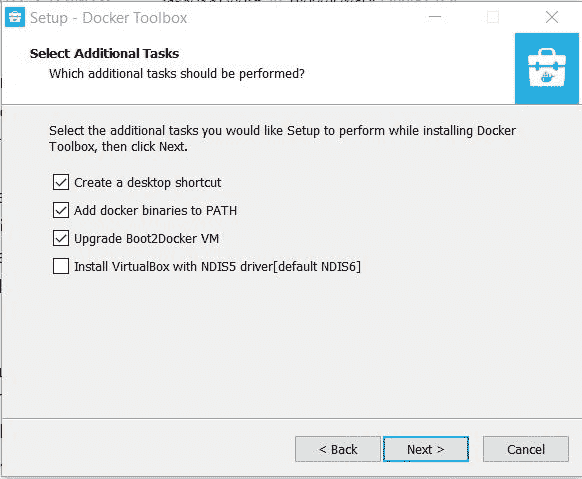 Setup - Docker Toolbox
Select Additional Tasks
Which additional tasks should be performed?
Select the additional tasks you would like Setup to perform while installing Docker
Toolbox, then click Next.
Create a desktop shortcut
Add docker binaries to PATH
Upgrade Boot2Docker VM
Install VirtualBox with NDIS5 driver[default NDIS6]
< Back
Next >
Cancel